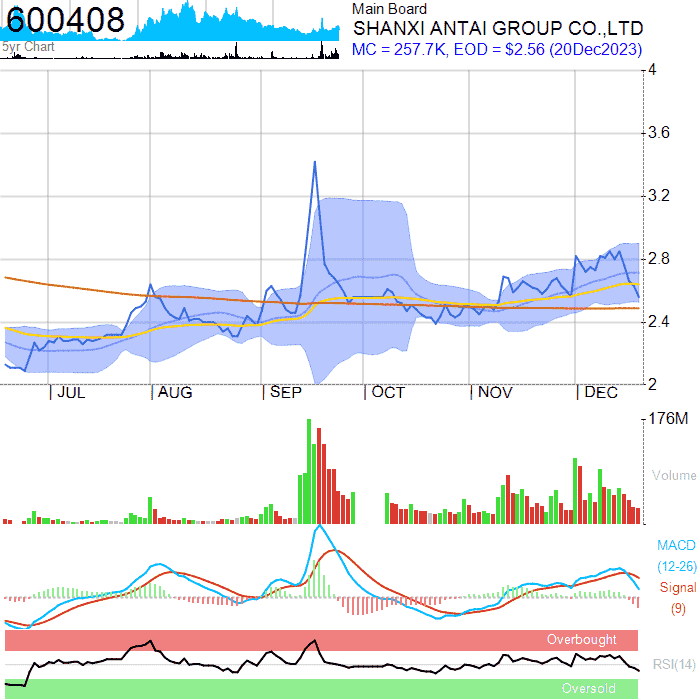 600408
5yr Chart
Main Board
SHANXI ANTAI GROUP CO.,LTD
MC = 257.7K, EOD = $2.56 (20Dec2023)
4
3.6
3.2
2.8
2.4
2
JUL AUG SEP OCT NOV DEC
176M
Volume
MACD
(12-26)
Signal
(9)
Overbought
RSI(14)
Oversold